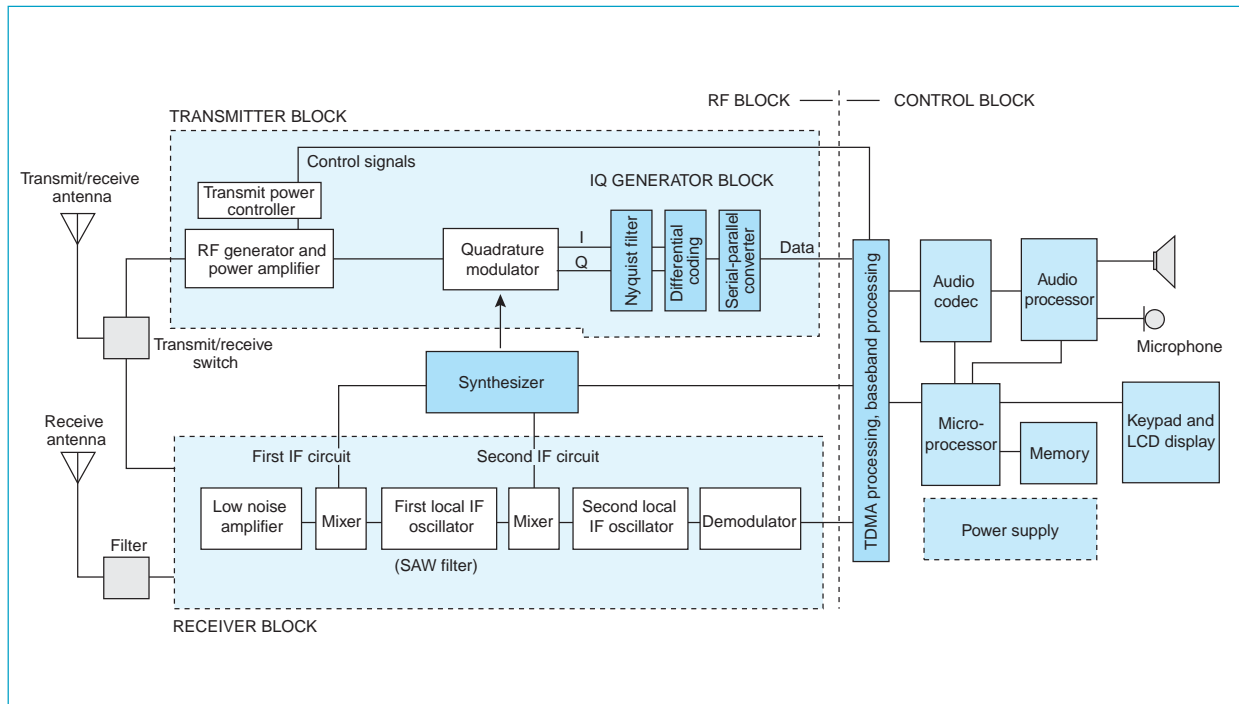 RF BLOCK
CONTROL BLOCK
TRANSMITTER BLOCK
Control signals
Transmit/receive
antenna
Transmit power
controller
IQ GENERATOR BLOCK
RF generator and
power amplifier
Quadrature
modulator
I
Q
Nyquist filter
Differential
coding
Serial-parallel
converter
Data
TDMA processing, baseband processing
Audio
codec
Audio
processor
Microphone
Transmit/receive
switch
Synthesizer
Receive
antenna
Micro-
processor
Memory
Keypad and
LCD display
First IF circuit
Second IF circuit
Low noise
amplifier
Mixer
First local IF
oscillator
Mixer
Second local
IF oscillator
Demodulator
Power supply
Filter
(SAW filter)
RECEIVER BLOCK